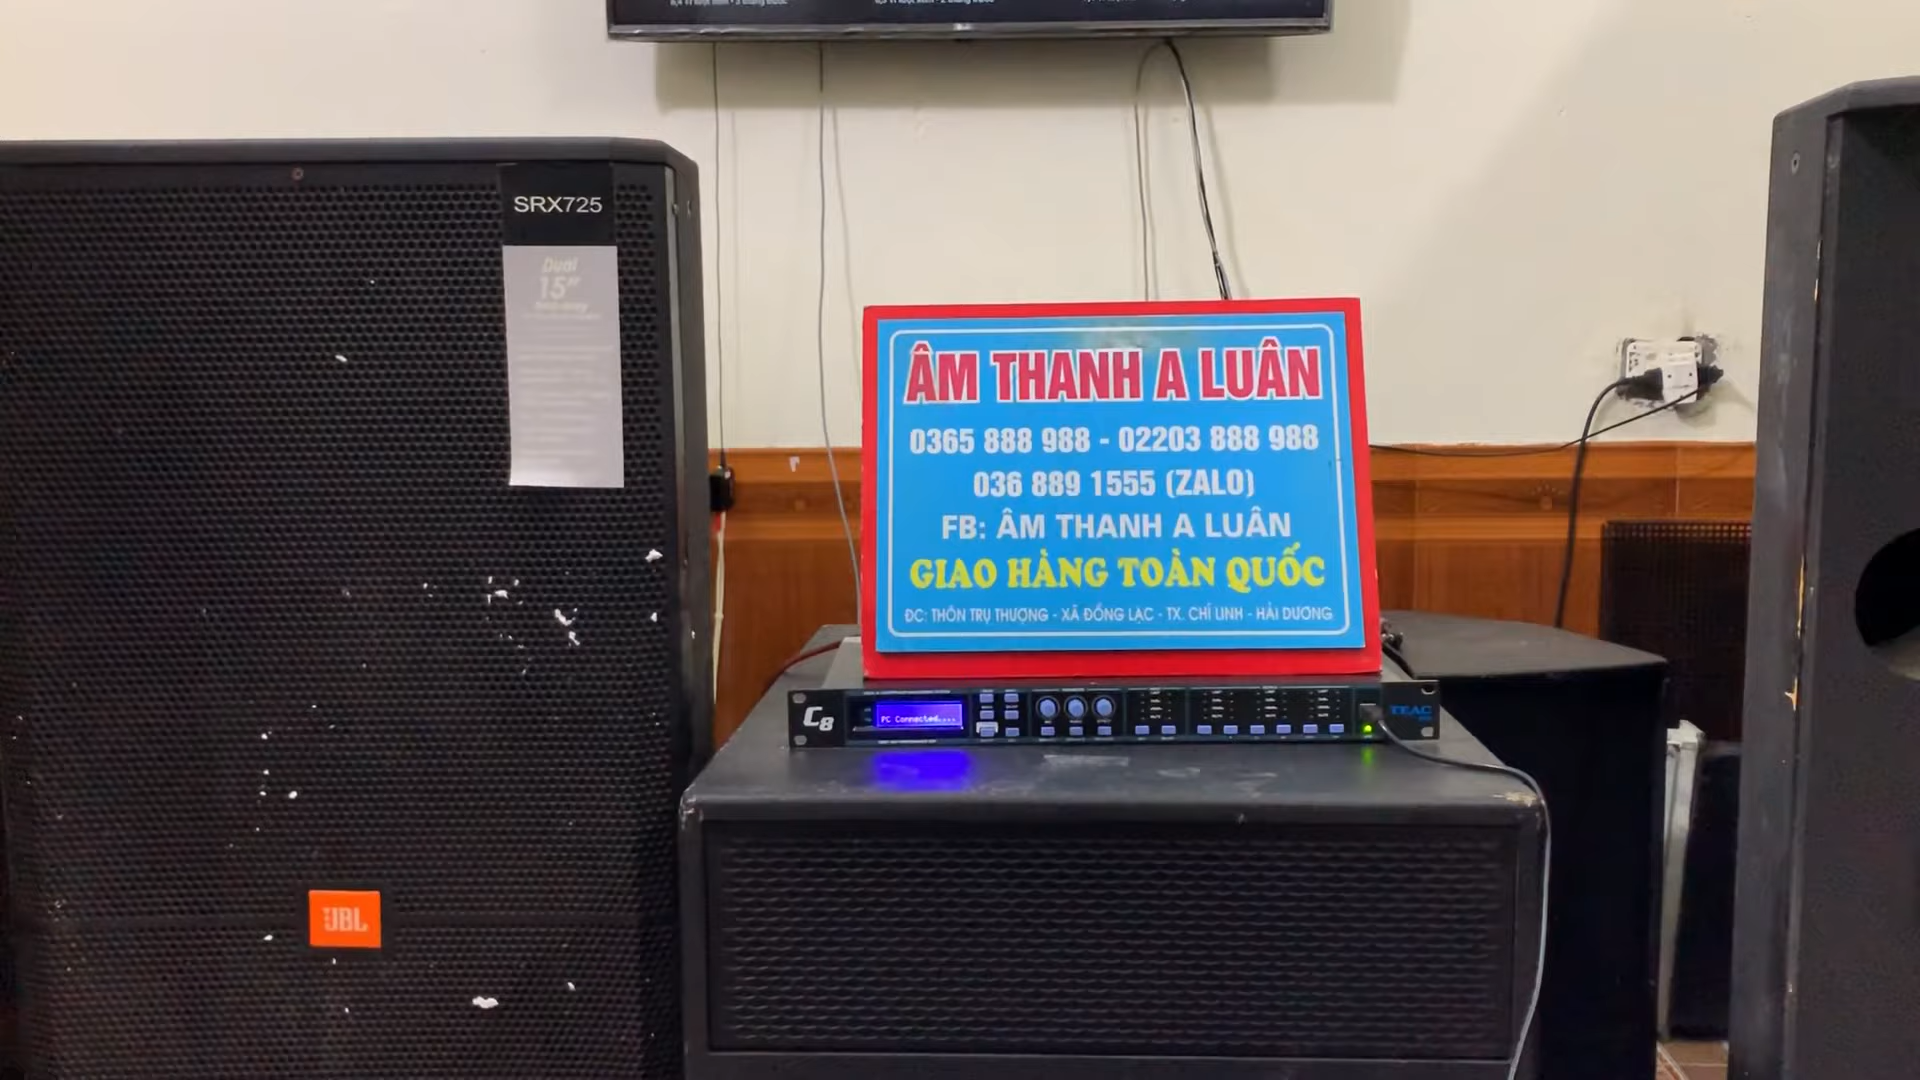 SRX725
Dual
15"
JBL
ÂM THANH A LUÂN
0365 888 988 - 02203 888 988
036 889 1555 (ZALO)
FB: ÂM THANH A LUÂN
GIAO HÀNG TOÀN QUỐC
ĐC: THÔN TRỤ THƯỢNG - XÃ ĐỒNG LẠC - TX. CHÍ LINH - HẢI DƯƠNG
C8
PC Connected....
TEAC